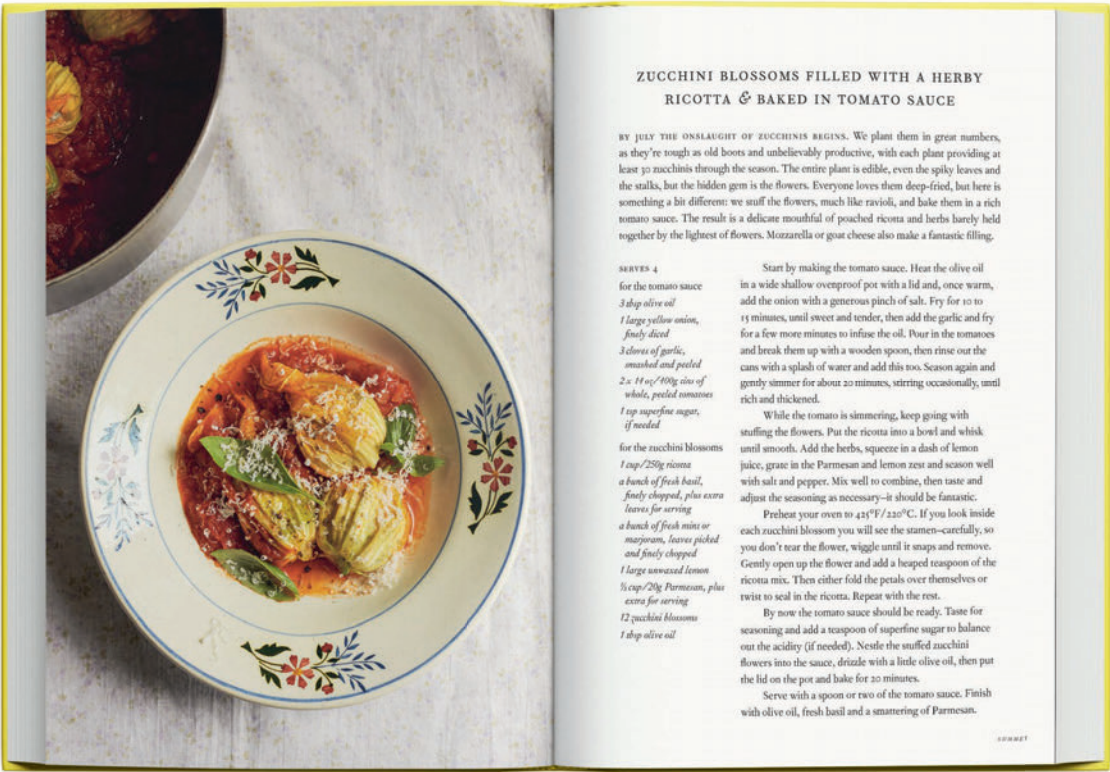 ZUCCHINI BLOSSOMS FILLED WITH A HERBY
RICOTTA & BAKED IN TOMATO SAUCE
BY JULY THE ONSLAUGHT OF ZUCCHINIS BEGINS. We plant them in great numbers,
as they're tough as old boots and unbelievably productive, with each plant providing at
least 30 zucchinis through the season. The entire plant is edible, even the spiky leaves and
the stalks, but the hidden gem is the flowers. Everyone loves them deep-fried, but here is
something a bit different: we stuff the flowers, much like ravioli, and bake them in a rich
tomato sauce. The result is a delicate mouthful of poached ricotta and herbs barely held
together by the lightest of flowers. Mozzarella or goat cheese also make a fantastic filling.
SERVES 4
for the tomato sauce
3 tbsp olive oil
1 large yellow onion,
finely diced
3 cloves of garlic,
smashed and peeled
2 x 14 oz/400g tins of
whole, peeled tomatoes
1 tsp superfine sugar,
if needed
for the zucchini blossoms
1 cup/250g ricotta
a bunch of fresh basil,
finely chopped, plus extra
leaves for serving
a bunch of fresh mint or
marjoram, leaves picked
and finely chopped
1 large unwaxed lemon
cup/20g Parmesan, plus
extra for serving
12 zucchini blossoms
1 tbsp olive oil
Start by making the tomato sauce. Heat the olive oil
in a wide shallow ovenproof pot with a lid and, once warm,
add the onion with a generous pinch of salt. Fry for 10 to
15 minutes, until sweet and tender, then add the garlic and fry
for a few more minutes to infuse the oil. Pour in the tomatoes
and break them up with a wooden spoon, then rinse out the
cans with a splash of water and add this too. Season again and
gently simmer for about 20 minutes, stirring occasionally, until
rich and thickened.
While the tomato is simmering, keep going with
stuffing the flowers. Put the ricotta into a bowl and whisk
until smooth. Add the herbs, squeeze in a dash of lemon
juice, grate in the Parmesan and lemon zest and season well
with salt and pepper. Mix well to combine, then taste and
adjust the seasoning as necessary—it should be fantastic.
Preheat your oven to 425°F/220°C. If you look inside
each zucchini blossom you will see the stamen—carefully, so
you don't tear the flower, wiggle until it snaps and remove.
Gently open up the flower and add a heaped teaspoon of the
ricotta mix. Then either fold the petals over themselves or
twist to seal in the ricotta. Repeat with the rest.
By now the tomato sauce should be ready. Taste for
seasoning and add a teaspoon of superfine sugar to balance
out the acidity (if needed). Nestle the stuffed zucchini
flowers into the sauce, drizzle with a little olive oil, then put
the lid on the pot and bake for 20 minutes.
Serve with a spoon or two of the tomato sauce. Finish
with olive oil, fresh basil and a smattering of Parmesan.